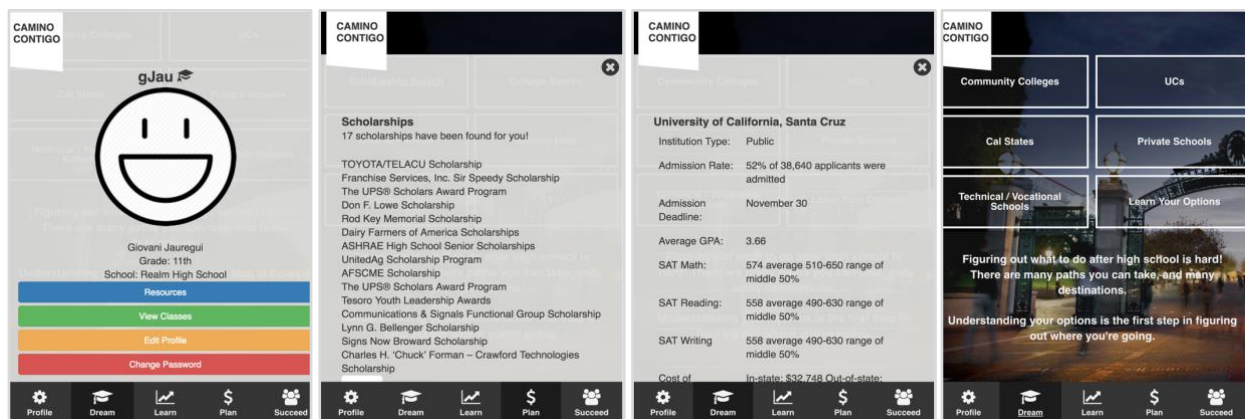 CAMINO
CONTIGO
gJau
Giovani Jauregui
Grade: 11th
School: Realm High School
Resources
View Classes
Edit Profile
Change Password
Profile
Dream
Learn
Plan
Succeed
CAMINO
CONTIGO
Scholarships
17 scholarships have been found for you!
TOYOTA/TELACU Scholarship
Franchise Services, Inc. Sir Speedy Scholarship
The UPS® Scholars Award Program
Don F. Lowe Scholarship
Rod Key Memorial Scholarship
Dairy Farmers of America Scholarships
ASHRAE High School Senior Scholarships
UnitedAg Scholarship Program
AFSCME Scholarship
The UPS® Scholars Award Program
Tesoro Youth Leadership Awards
Communications & Signals Functional Group Scholarship
Lynn G. Bellenger Scholarship
Signs Now Broward Scholarship
Charles H. 'Chuck' Forman – Crawford Technologies
Scholarship
Profile
Dream
Learn
Plan
Succeed
CAMINO
CONTIGO
University of California, Santa Cruz
Institution Type: Public
Admission Rate: 52% of 38,640 applicants were
admitted
Admission November 30
Deadline:
Average GPA: 3.66
SAT Math: 574 average 510-650 range of
middle 50%
SAT Reading: 558 average 490-630 range of
middle 50%
SAT Writing 558 average 490-630 range of
middle 50%
Cost of In-state: $32,748 Out-of-state:
Profile
Dream
Learn
Plan
Succeed
CAMINO
CONTIGO
Community Colleges
UCs
Cal States
Private Schools
Technical / Vocational
Schools
Learn Your Options
Figuring out what to do after high school is hard!
There are many paths you can take, and many
destinations.
Understanding your options is the first step in figuring
out where you're going.
Profile
Dream
Learn
Plan
Succeed